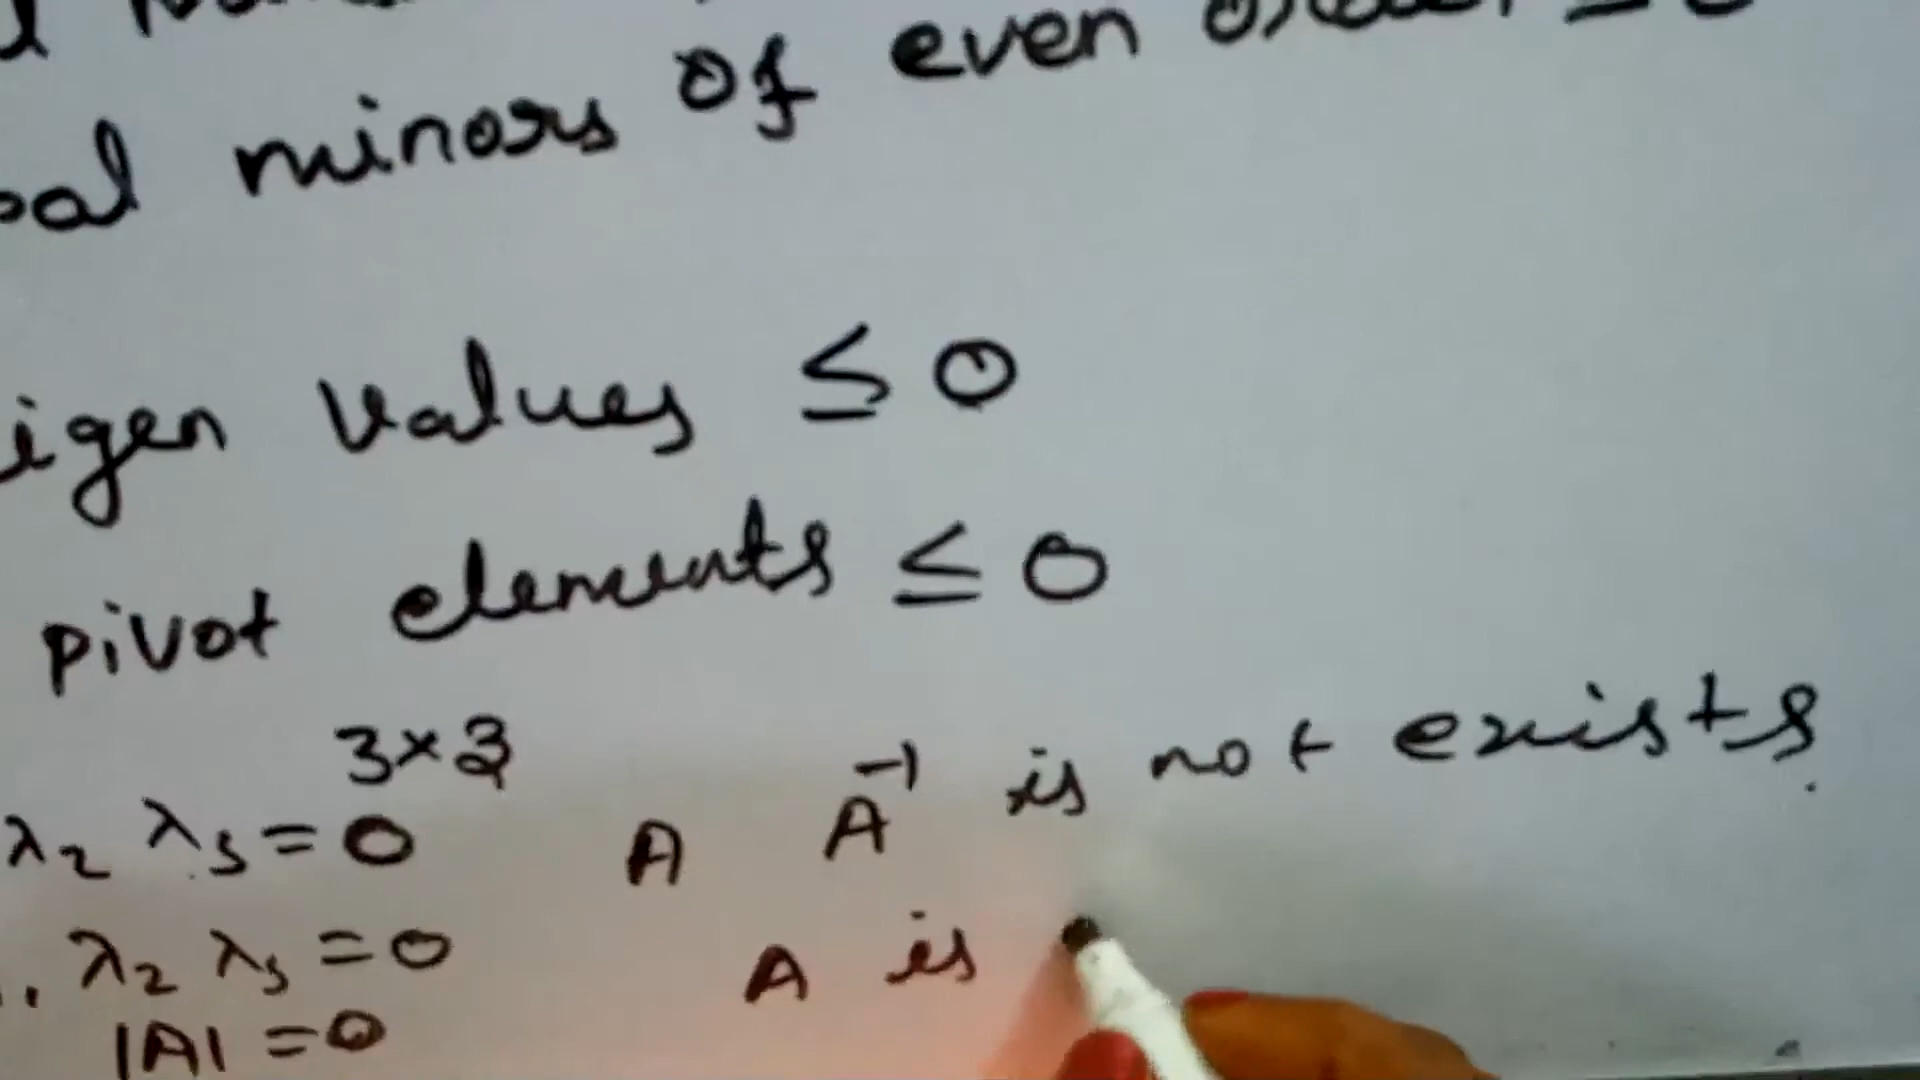 minors of even
igen values ≤ 0
pivot elements ≤ 0
3×3
λ2 λ3 = 0 A A⁻¹ is not exists.
λ2 λ3 = 0 A is
|A| = 0